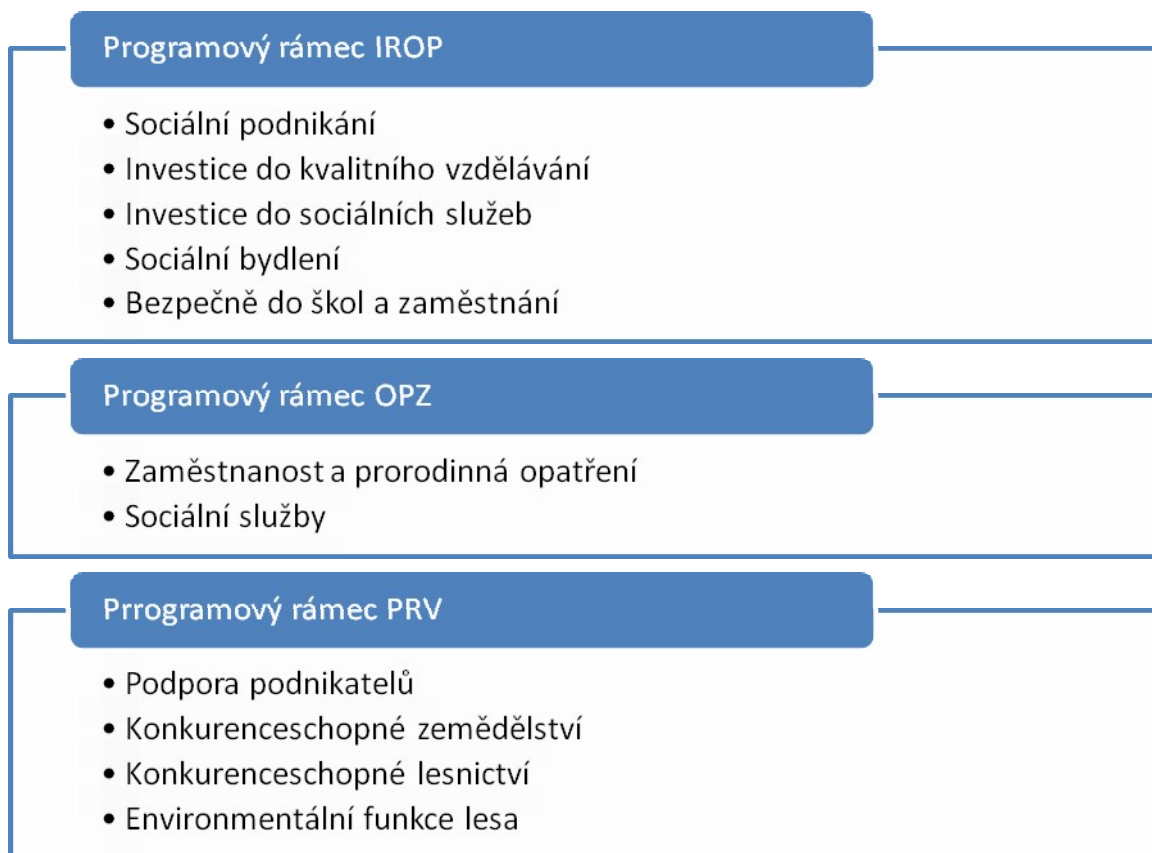 Programový rámec IROP
• Sociální podnikání
• Investice do kvalitního vzdělávání
• Investice do sociálních služeb
• Sociální bydlení
• Bezpečně do škol a zaměstnání
Programový rámec OPZ
• Zaměstnanost a prorodinná opatření
• Sociální služby
Prrogramový rámec PRV
• Podpora podnikatelů
• Konkurenceschopné zemědělství
• Konkurenceschopné lesnictví
• Environmentální funkce lesa